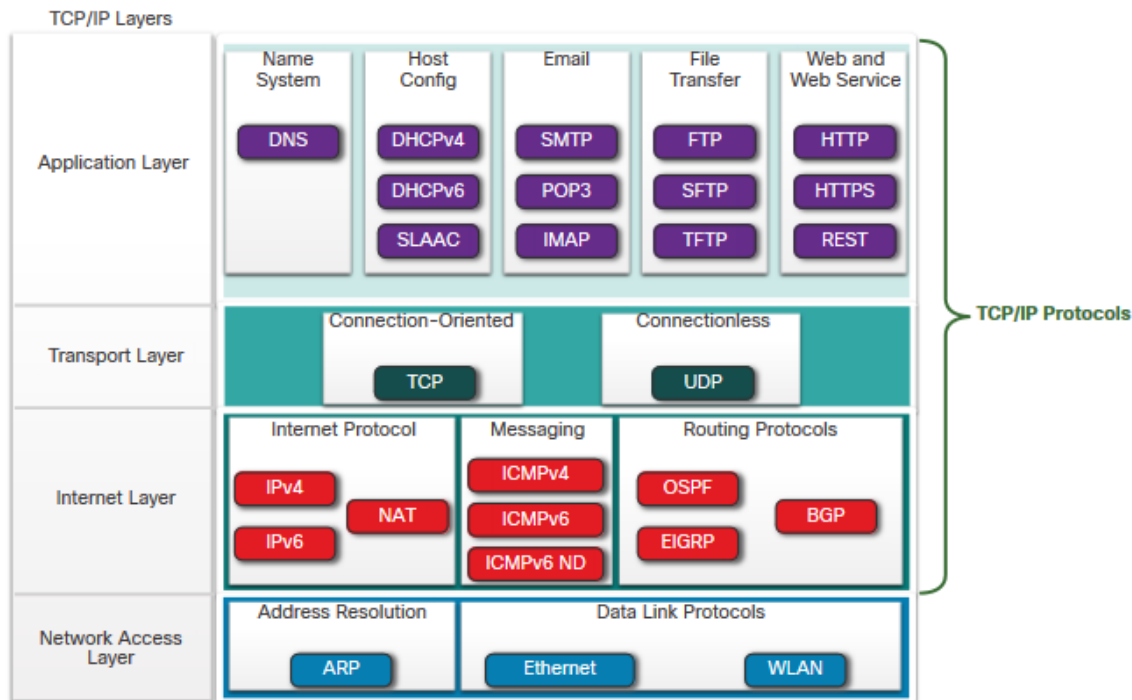 TCP/IP Layers
Application Layer
Name
System
DNS
Host
Config
DHCPv4
DHCPv6
SLAAC
Email
SMTP
POP3
IMAP
File
Transfer
FTP
SFTP
TFTP
Web and
Web Service
HTTP
HTTPS
REST
Transport Layer
Connection-Oriented
TCP
Connectionless
UDP
Internet Layer
Internet Protocol
IPv4
IPv6
NAT
Messaging
ICMPv4
ICMPv6
ICMPv6 ND
Routing Protocols
OSPF
EIGRP
BGP
Network Access
Layer
Address Resolution
ARP
Data Link Protocols
Ethernet
WLAN
TCP/IP Protocols